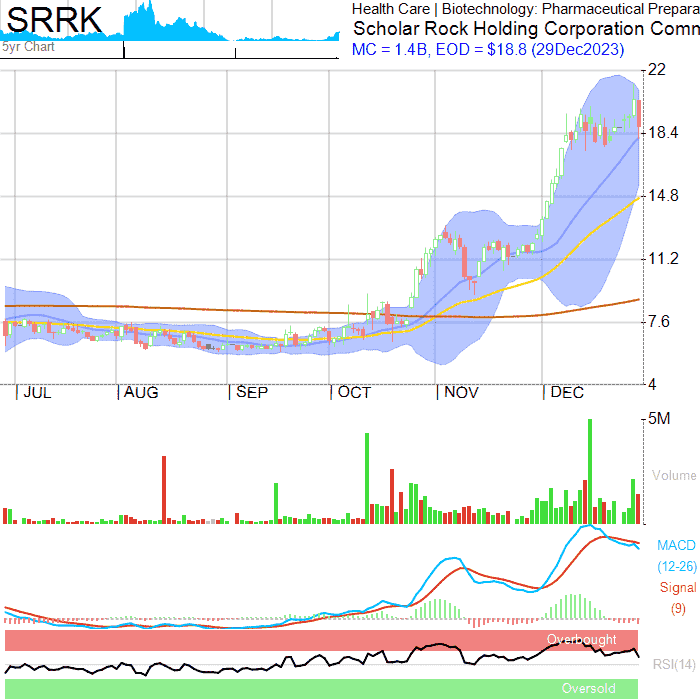 SRRK
Health Care | Biotechnology: Pharmaceutical Prepara
Scholar Rock Holding Corporation Comn
MC = 1.4B, EOD = $18.8 (29Dec2023)
5yr Chart
22
18.4
14.8
11.2
7.6
4
JUL AUG SEP OCT NOV DEC
5M
Volume
MACD
(12-26)
Signal
(9)
Overbought
RSI(14)
Oversold